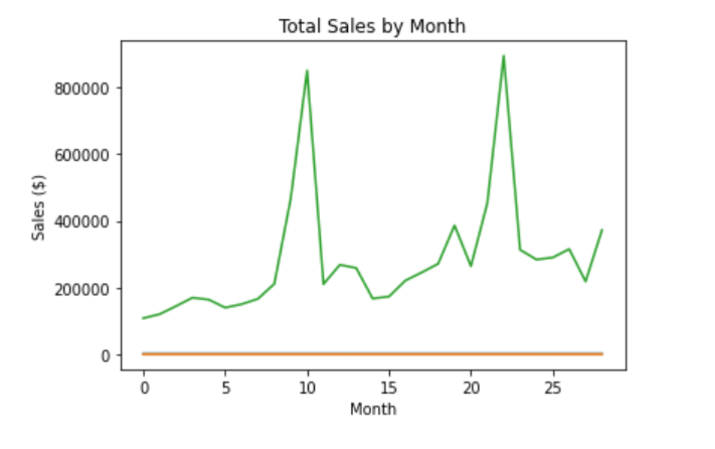 Total Sales by Month
800000
600000
400000
200000
0
Sales ($)
0 5 10 15 20 25
Month